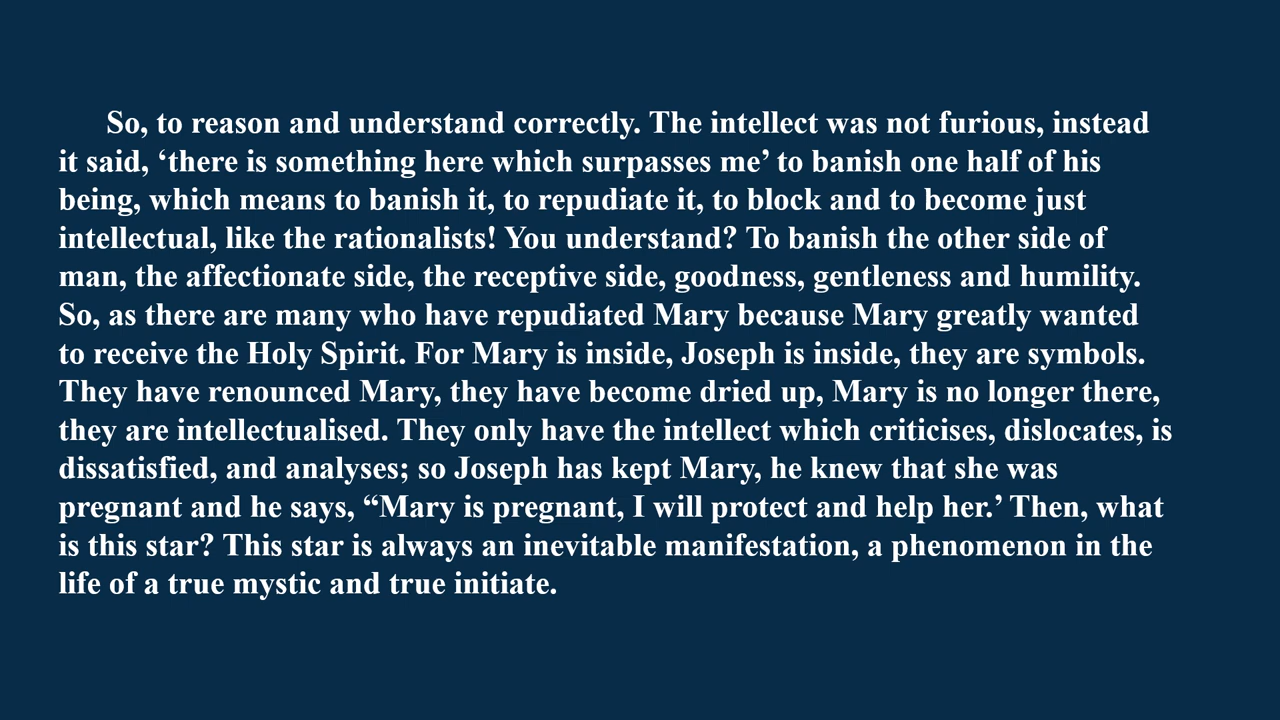 So, to reason and understand correctly. The intellect was not furious, instead
it said, ‘there is something here which surpasses me’ to banish one half of his
being, which means to banish it, to repudiate it, to block and to become just
intellectual, like the rationalists! You understand? To banish the other side of
man, the affectionate side, the receptive side, goodness, gentleness and humility.
So, as there are many who have repudiated Mary because Mary greatly wanted
to receive the Holy Spirit. For Mary is inside, Joseph is inside, they are symbols.
They have renounced Mary, they have become dried up, Mary is no longer there,
they are intellectualised. They only have the intellect which criticises, dislocates, is
dissatisfied, and analyses; so Joseph has kept Mary, he knew that she was
pregnant and he says, “Mary is pregnant, I will protect and help her.’ Then, what
is this star? This star is always an inevitable manifestation, a phenomenon in the
life of a true mystic and true initiate.